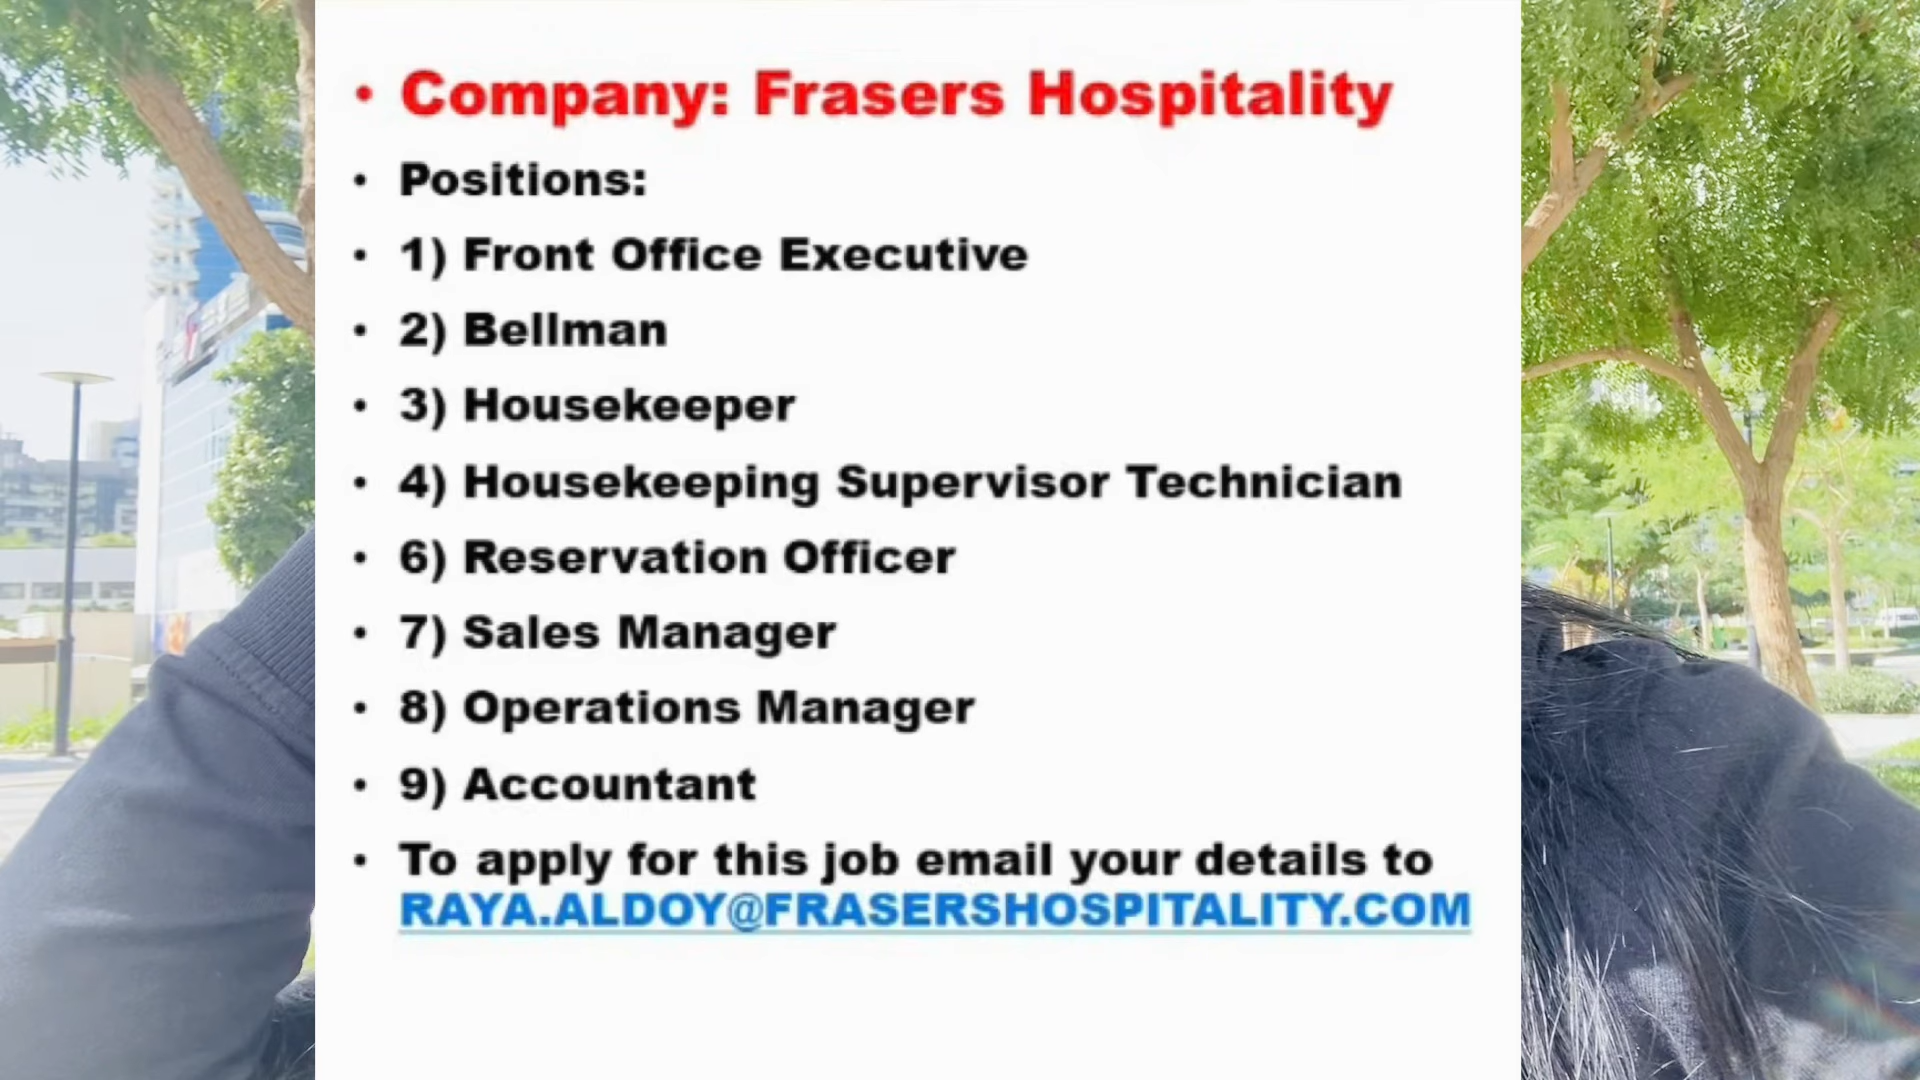 • Company: Frasers Hospitality
• Positions:
• 1) Front Office Executive
• 2) Bellman
• 3) Housekeeper
• 4) Housekeeping Supervisor Technician
• 6) Reservation Officer
• 7) Sales Manager
• 8) Operations Manager
• 9) Accountant
• To apply for this job email your details to
RAYA.ALDOY@FRASERSHOSPITALITY.COM